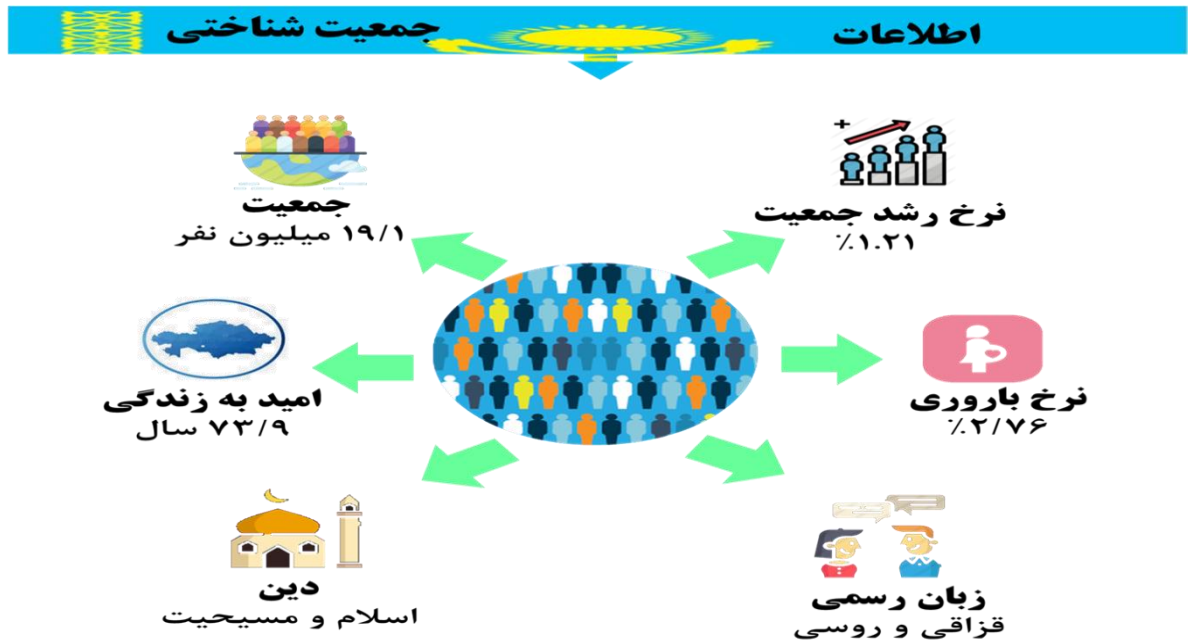 اطلاعات جمعیت شناختی
نرخ رشد جمعیت
٪۱.۲۱
جمعیت
۱۹/۱ میلیون نفر
نرخ باروری
٪۲/۷۶
امید به زندگی
۷۳/۹ سال
زبان رسمی
قزاقی و روسی
دین
اسلام و مسیحیت